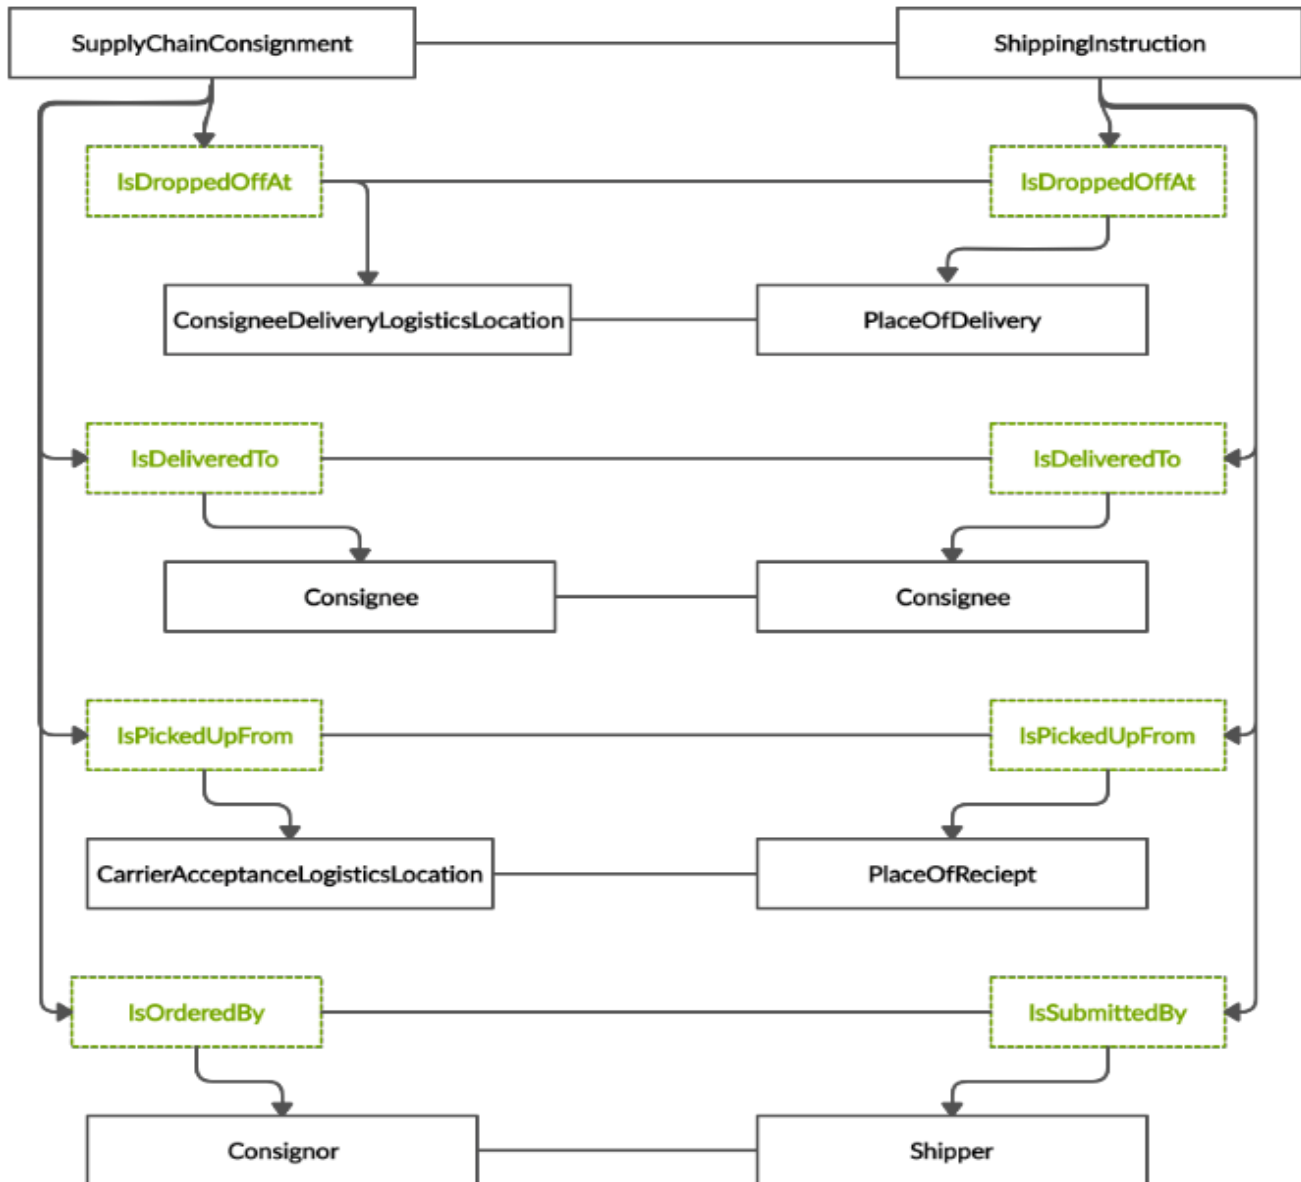 SupplyChainConsignment
ShippingInstruction
IsDroppedOffAt
IsDroppedOffAt
ConsigneeDeliveryLogisticsLocation
PlaceOfDelivery
IsDeliveredTo
IsDeliveredTo
Consignee
Consignee
IsPickedUpFrom
IsPickedUpFrom
CarrierAcceptanceLogisticsLocation
PlaceOfReciept
IsOrderedBy
IsSubmittedBy
Consignor
Shipper